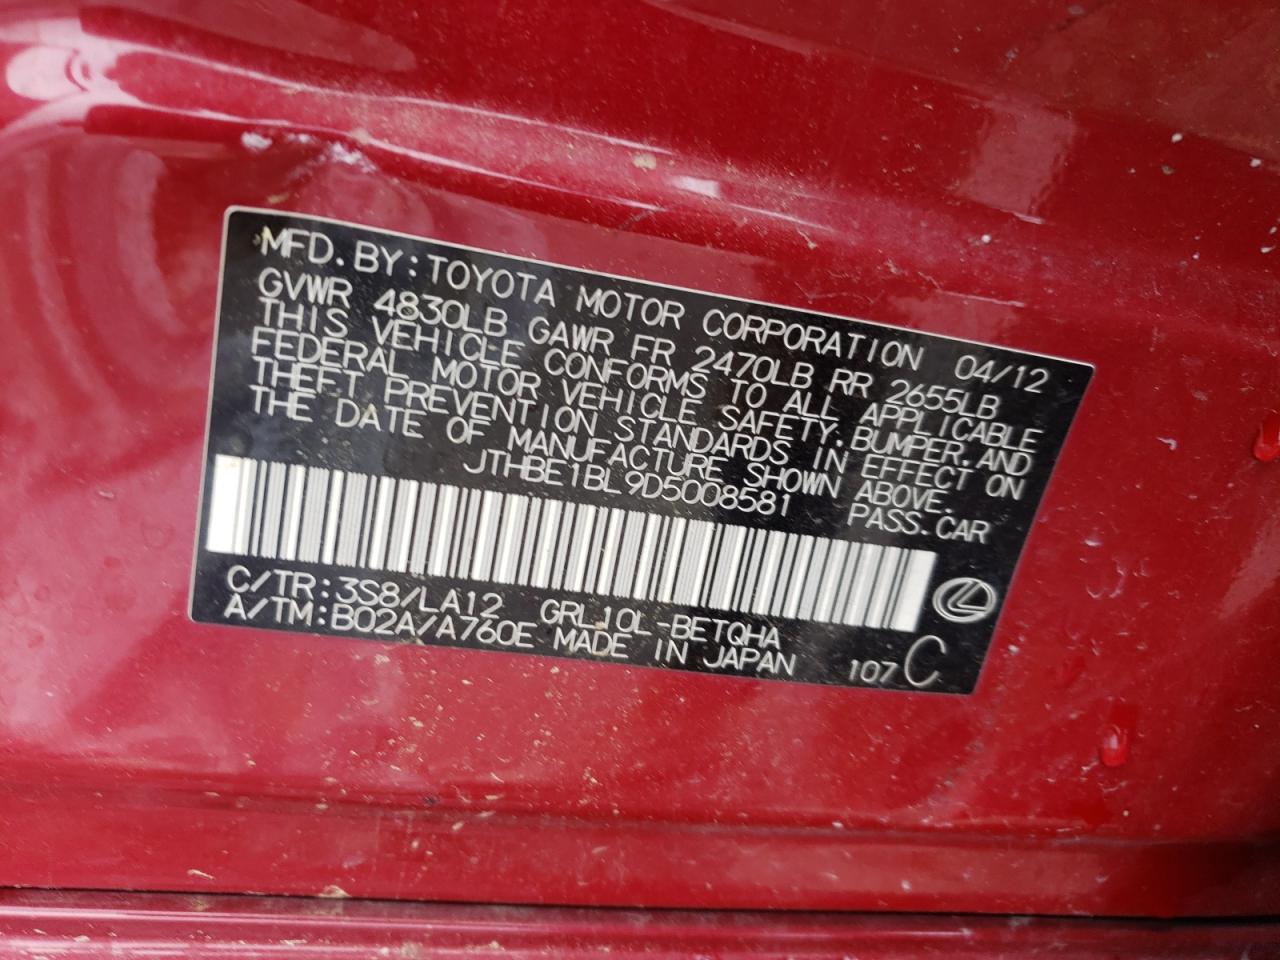 MFD.BY:TOYOTA MOTOR CORPORATION 04/12
GVWR 4830LB GAWR FR 2470LB RR 2655LB
THIS VEHICLE CONFORMS TO ALL APPLICABLE
FEDERAL MOTOR VEHICLE SAFETY,BUMPER,AND
THEFT PREVENTION STANDARDS IN EFFECT ON
THE DATE OF MANUFACTURE SHOWN ABOVE.
JTHBE1BL9D5008581 PASS.CAR
C/TR:3S8/LA12 GRL10L-BETQHA
A/TM:B02A/A760E MADE IN JAPAN 107 C